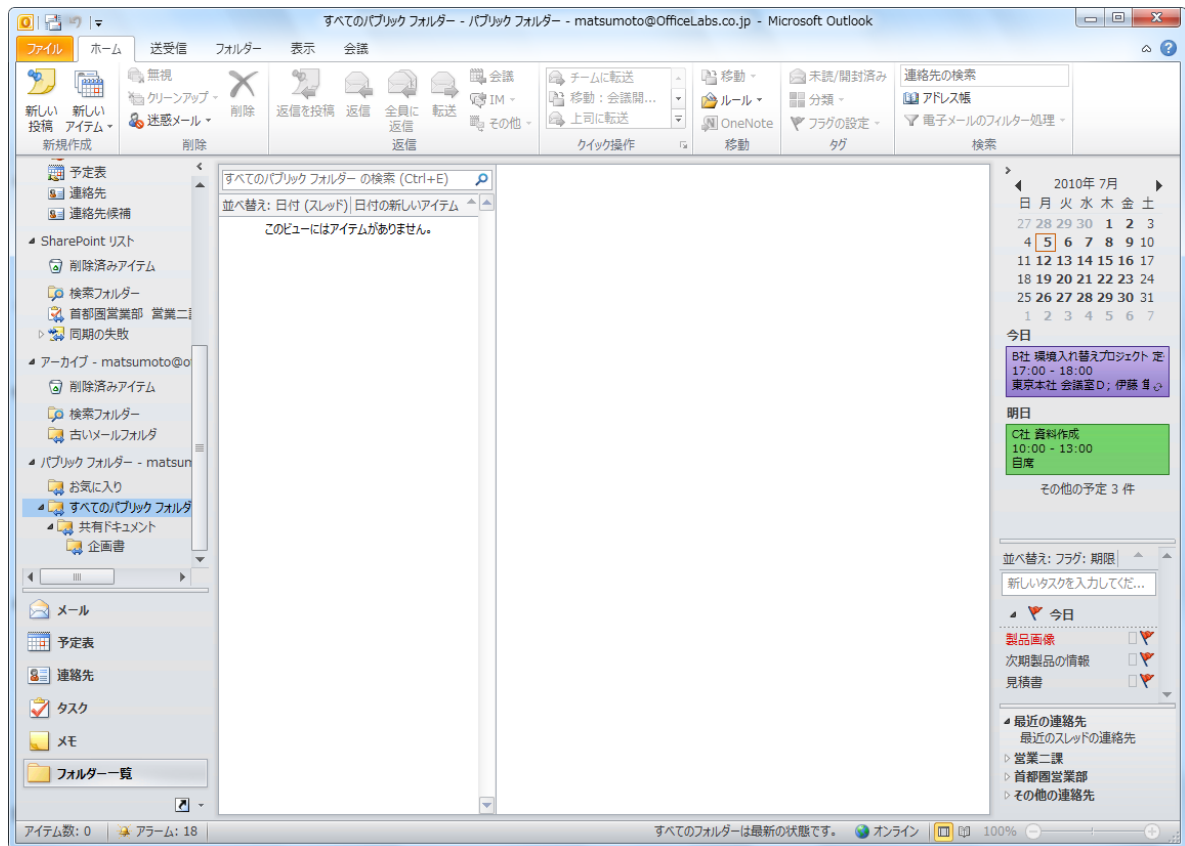 すべてのパブリック フォルダー - パブリック フォルダー - matsumoto@OfficeLabs.co.jp - Microsoft Outlook
ファイル ホーム 送受信 フォルダー 表示 会議
新しい投稿 新しいアイテム 無視 クリーンアップ 迷惑メール 削除 返信を投稿 返信 全員に返信 転送 会議 IM その他
チームに転送 移動：会議開... 上司に転送 移動 ルール OneNote 未読/開封済み 分類 フラグの設定 連絡先の検索 アドレス帳 電子メールのフィルター処理
新規作成 削除 返信 クイック操作 移動 タグ 検索
予定表
連絡先
連絡先候補
SharePoint リスト
削除済みアイテム
検索フォルダー
首都圏営業部 営業二
同期の失敗
アーカイブ - matsumoto@o
削除済みアイテム
検索フォルダー
古いメールフォルダ
パブリック フォルダー - matsum
お気に入り
すべてのパブリック フォルダ
共有ドキュメント
企画書
メール
予定表
連絡先
タスク
メモ
フォルダー一覧
すべてのパブリック フォルダー の検索 (Ctrl+E)
並べ替え: 日付 (スレッド) 日付の新しいアイテム
このビューにはアイテムがありません。
2010年 7月
日 月 火 水 木 金 土
27 28 29 30 1 2 3
4 5 6 7 8 9 10
11 12 13 14 15 16 17
18 19 20 21 22 23 24
25 26 27 28 29 30 31
1 2 3 4 5 6 7
今日
B社 環境入れ替えプロジェクト 定
17:00 - 18:00
東京本社 会議室D; 伊藤
明日
C社 資料作成
10:00 - 13:00
自席
その他の予定 3 件
並べ替え: フラグ: 期限
新しいタスクを入力してくだ...
今日
製品画像
次期製品の情報
見積書
最近の連絡先
最近のスレッドの連絡先
営業二課
首都圏営業部
その他の連絡先
アイテム数: 0 アラーム: 18 すべてのフォルダーは最新の状態です。 オンライン 100%